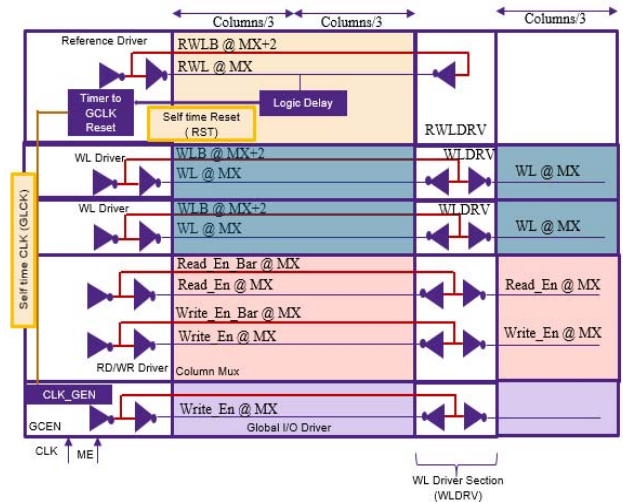 Columns/3
Columns/3
Columns/3
Reference Driver
RWLB @ MX+2
RWL @ MX
Timer to
GCLK
Reset
Logic Delay
Self time Reset
( RST)
RWLDRV
WL Driver
WLB @ MX+2
WLDRV
WL @ MX
WL @ MX
WL Driver
WLB @ MX+2
WLDRV
WL @ MX
WL @ MX
Self time CLK (GLCK)
Read_En_Bar @ MX
Read_En @ MX
Read_En @ MX
Write_En_Bar @ MX
Write_En @ MX
Write_En @ MX
RD/WR Driver
Column Mux
CLK_GEN
Write_En @ MX
GCEN
Global I/O Driver
CLK
ME
WL Driver Section
(WLDRV)